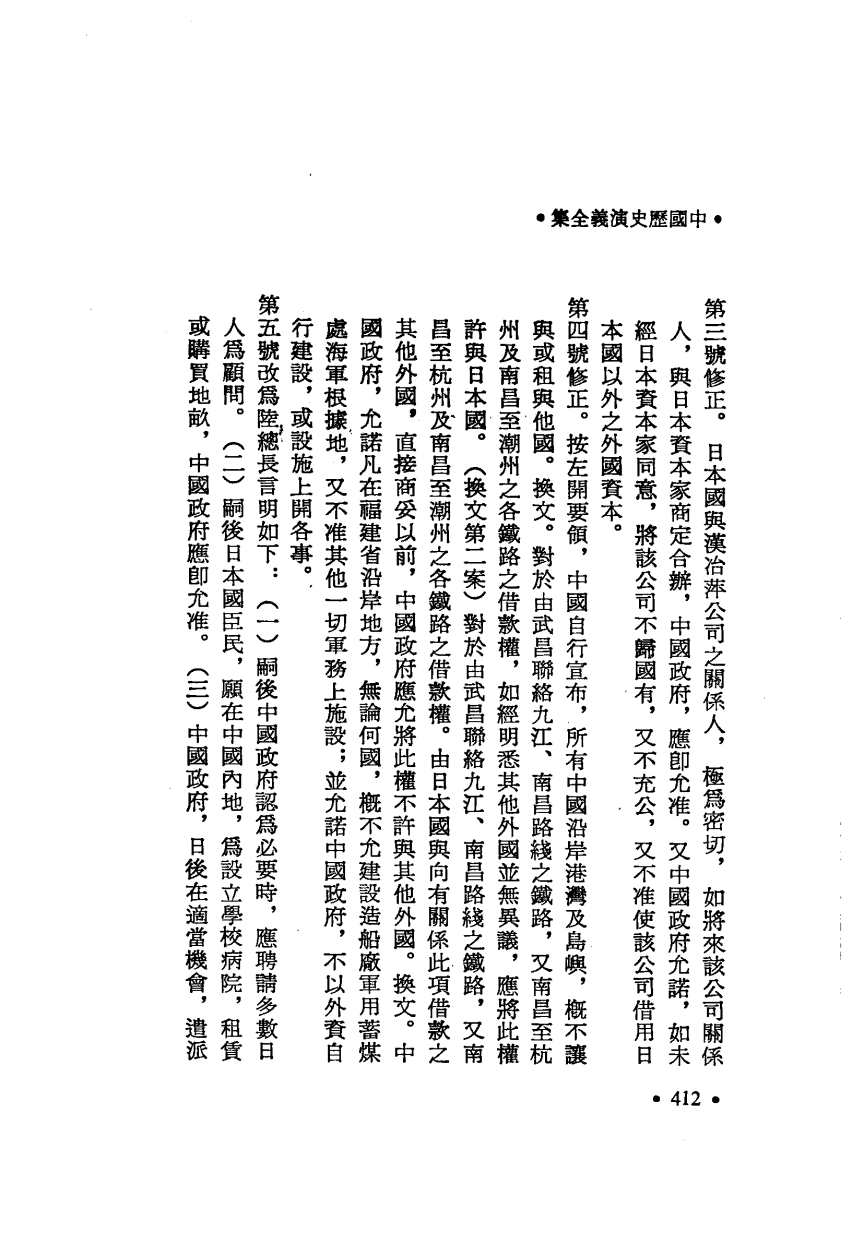 •中國歷史演義全集•
第三號修正。日本國與漢冶萍公司之關係人，極爲密切，如將來該公司關係
人，與日本資本家商定合辦，中國政府，應卽允准。又中國政府允諾，如未
經日本資本家同意，將該公司不歸國有，又不充公，又不准使該公司借用日
本國以外之外國資本。
第四號修正。按左開要領，中國自行宣布，所有中國沿岸港灣及島嶼，概不讓
與或租與他國。換文。對於由武昌聯絡九江、南昌路綫之鐵路，又南昌至杭
州及南昌至潮州之各鐵路之借款權，如經明悉其他外國並無異議，應將此權
許與日本國。（換文第二案）對於由武昌聯絡九江、南昌路綫之鐵路，又南
昌至杭州及南昌至潮州之各鐵路之借款權。由日本國與向有關係此項借款之
其他外國，直接商妥以前，中國政府應允將此權不許與其他外國。換文。中
國政府，允諾凡在福建省沿岸地方，無論何國，概不允建設造船廠軍用蓄煤
處海軍根據地，又不准其他一切軍務上施設；並允諾中國政府，不以外資自
行建設，或設施上開各事。
第五號改爲陸總長言明如下：（一）嗣後中國政府認爲必要時，應聘請多數日
人爲顧問。（二）嗣後日本國臣民，願在中國內地，爲設立學校病院，租賃
或購買地畝，中國政府應卽允准。（三）中國政府，日後在適當機會，遣派
•412•